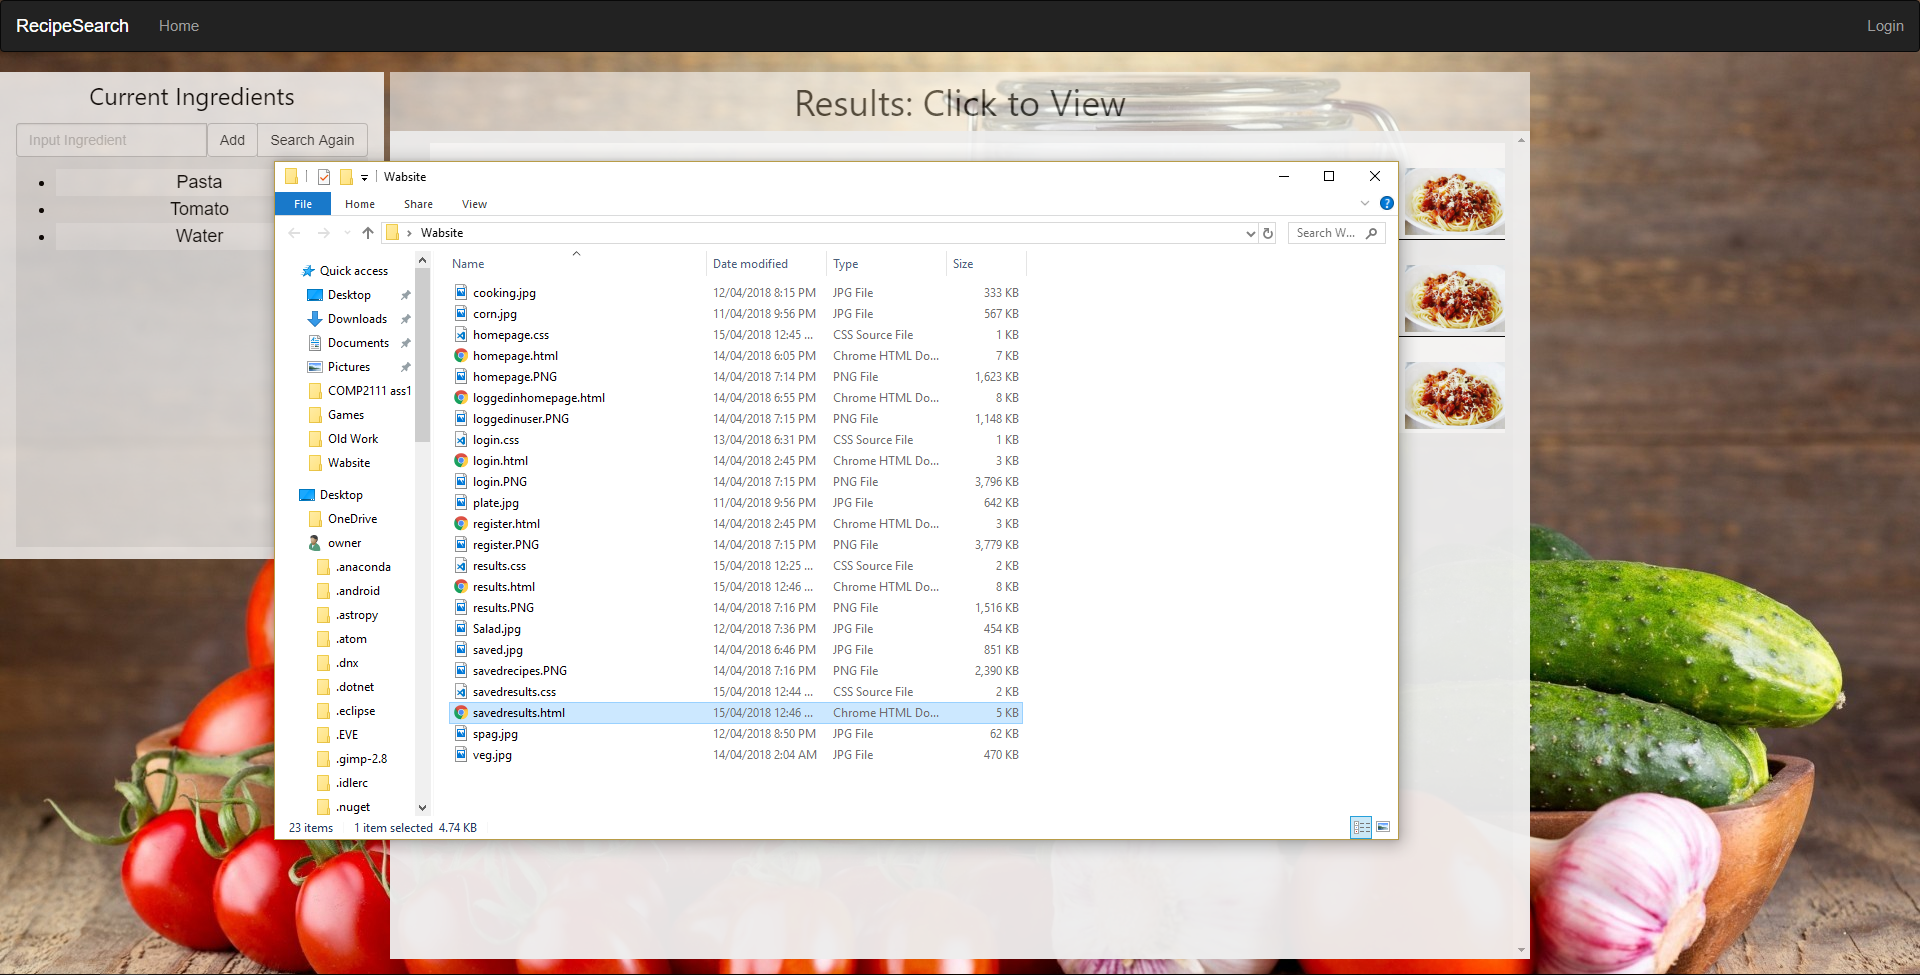 RecipeSearch Home Login
Current Ingredients
Input Ingredient Add Search Again
Pasta
Tomato
Water
Results: Click to View
Wabsite
File Home Share View
Wabsite Search W...
Quick access
Desktop
Downloads
Documents
Pictures
COMP2111 ass1
Games
Old Work
Wabsite
Desktop
OneDrive
owner
.anaconda
.android
.astropy
.atom
.dnx
.dotnet
.eclipse
.EVE
.gimp-2.8
.idlerc
.nuget
Name Date modified Type Size
cooking.jpg 12/04/2018 8:15 PM JPG File 333 KB
corn.jpg 11/04/2018 9:56 PM JPG File 567 KB
homepage.css 15/04/2018 12:45 ... CSS Source File 1 KB
homepage.html 14/04/2018 6:05 PM Chrome HTML Do... 7 KB
homepage.PNG 14/04/2018 7:14 PM PNG File 1,623 KB
loggedinhomepage.html 14/04/2018 6:55 PM Chrome HTML Do... 8 KB
loggedinuser.PNG 14/04/2018 7:15 PM PNG File 1,148 KB
login.css 13/04/2018 6:31 PM CSS Source File 1 KB
login.html 14/04/2018 2:45 PM Chrome HTML Do... 3 KB
login.PNG 14/04/2018 7:15 PM PNG File 3,796 KB
plate.jpg 11/04/2018 9:56 PM JPG File 642 KB
register.html 14/04/2018 2:45 PM Chrome HTML Do... 3 KB
register.PNG 14/04/2018 7:15 PM PNG File 3,779 KB
results.css 15/04/2018 12:25 ... CSS Source File 2 KB
results.html 15/04/2018 12:46 ... Chrome HTML Do... 8 KB
results.PNG 14/04/2018 7:16 PM PNG File 1,516 KB
Salad.jpg 12/04/2018 7:36 PM JPG File 454 KB
saved.jpg 14/04/2018 6:46 PM JPG File 851 KB
savedrecipes.PNG 14/04/2018 7:16 PM PNG File 2,390 KB
savedresults.css 15/04/2018 12:44 ... CSS Source File 2 KB
savedresults.html 15/04/2018 12:46 ... Chrome HTML Do... 5 KB
spag.jpg 12/04/2018 8:50 PM JPG File 62 KB
veg.jpg 14/04/2018 2:04 AM JPG File 470 KB
23 items 1 item selected 4.74 KB